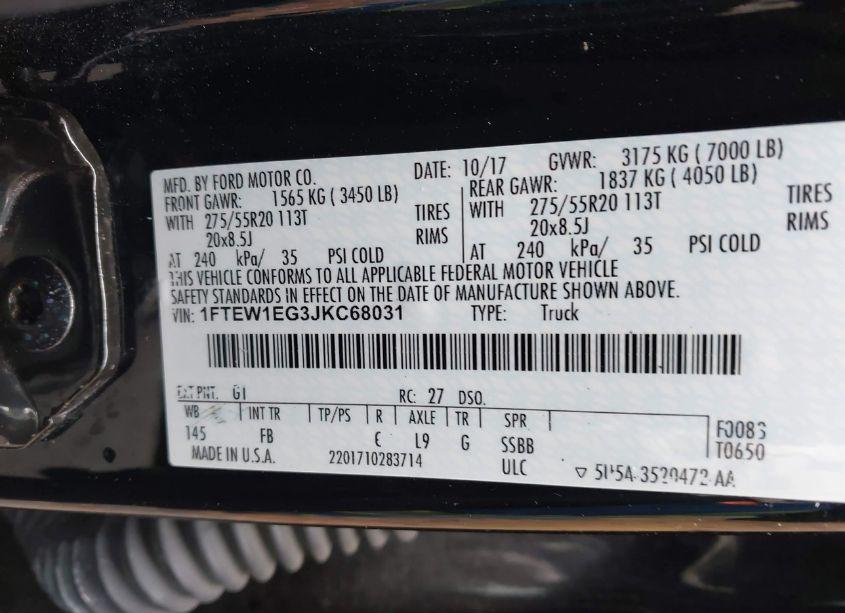 MFD. BY FORD MOTOR CO. DATE: 10/17 GVWR: 3175 KG ( 7000 LB)
FRONT GAWR: 1565 KG ( 3450 LB) REAR GAWR: 1837 KG ( 4050 LB)
WITH 275/55R20 113T TIRES WITH 275/55R20 113T TIRES
20x8.5J RIMS 20x8.5J RIMS
AT 240 kPa/ 35 PSI COLD AT 240 kPa/ 35 PSI COLD
THIS VEHICLE CONFORMS TO ALL APPLICABLE FEDERAL MOTOR VEHICLE
SAFETY STANDARDS IN EFFECT ON THE DATE OF MANUFACTURE SHOWN ABOVE.
VIN: 1FTEW1EG3JKC68031 TYPE: Truck
EXT PNT. G1 RC: 27 DSO.
WB INT TR TP/PS R AXLE TR SPR
145 FB L9 G SSBB
MADE IN U.S.A. 2201710283714 ULC T0650